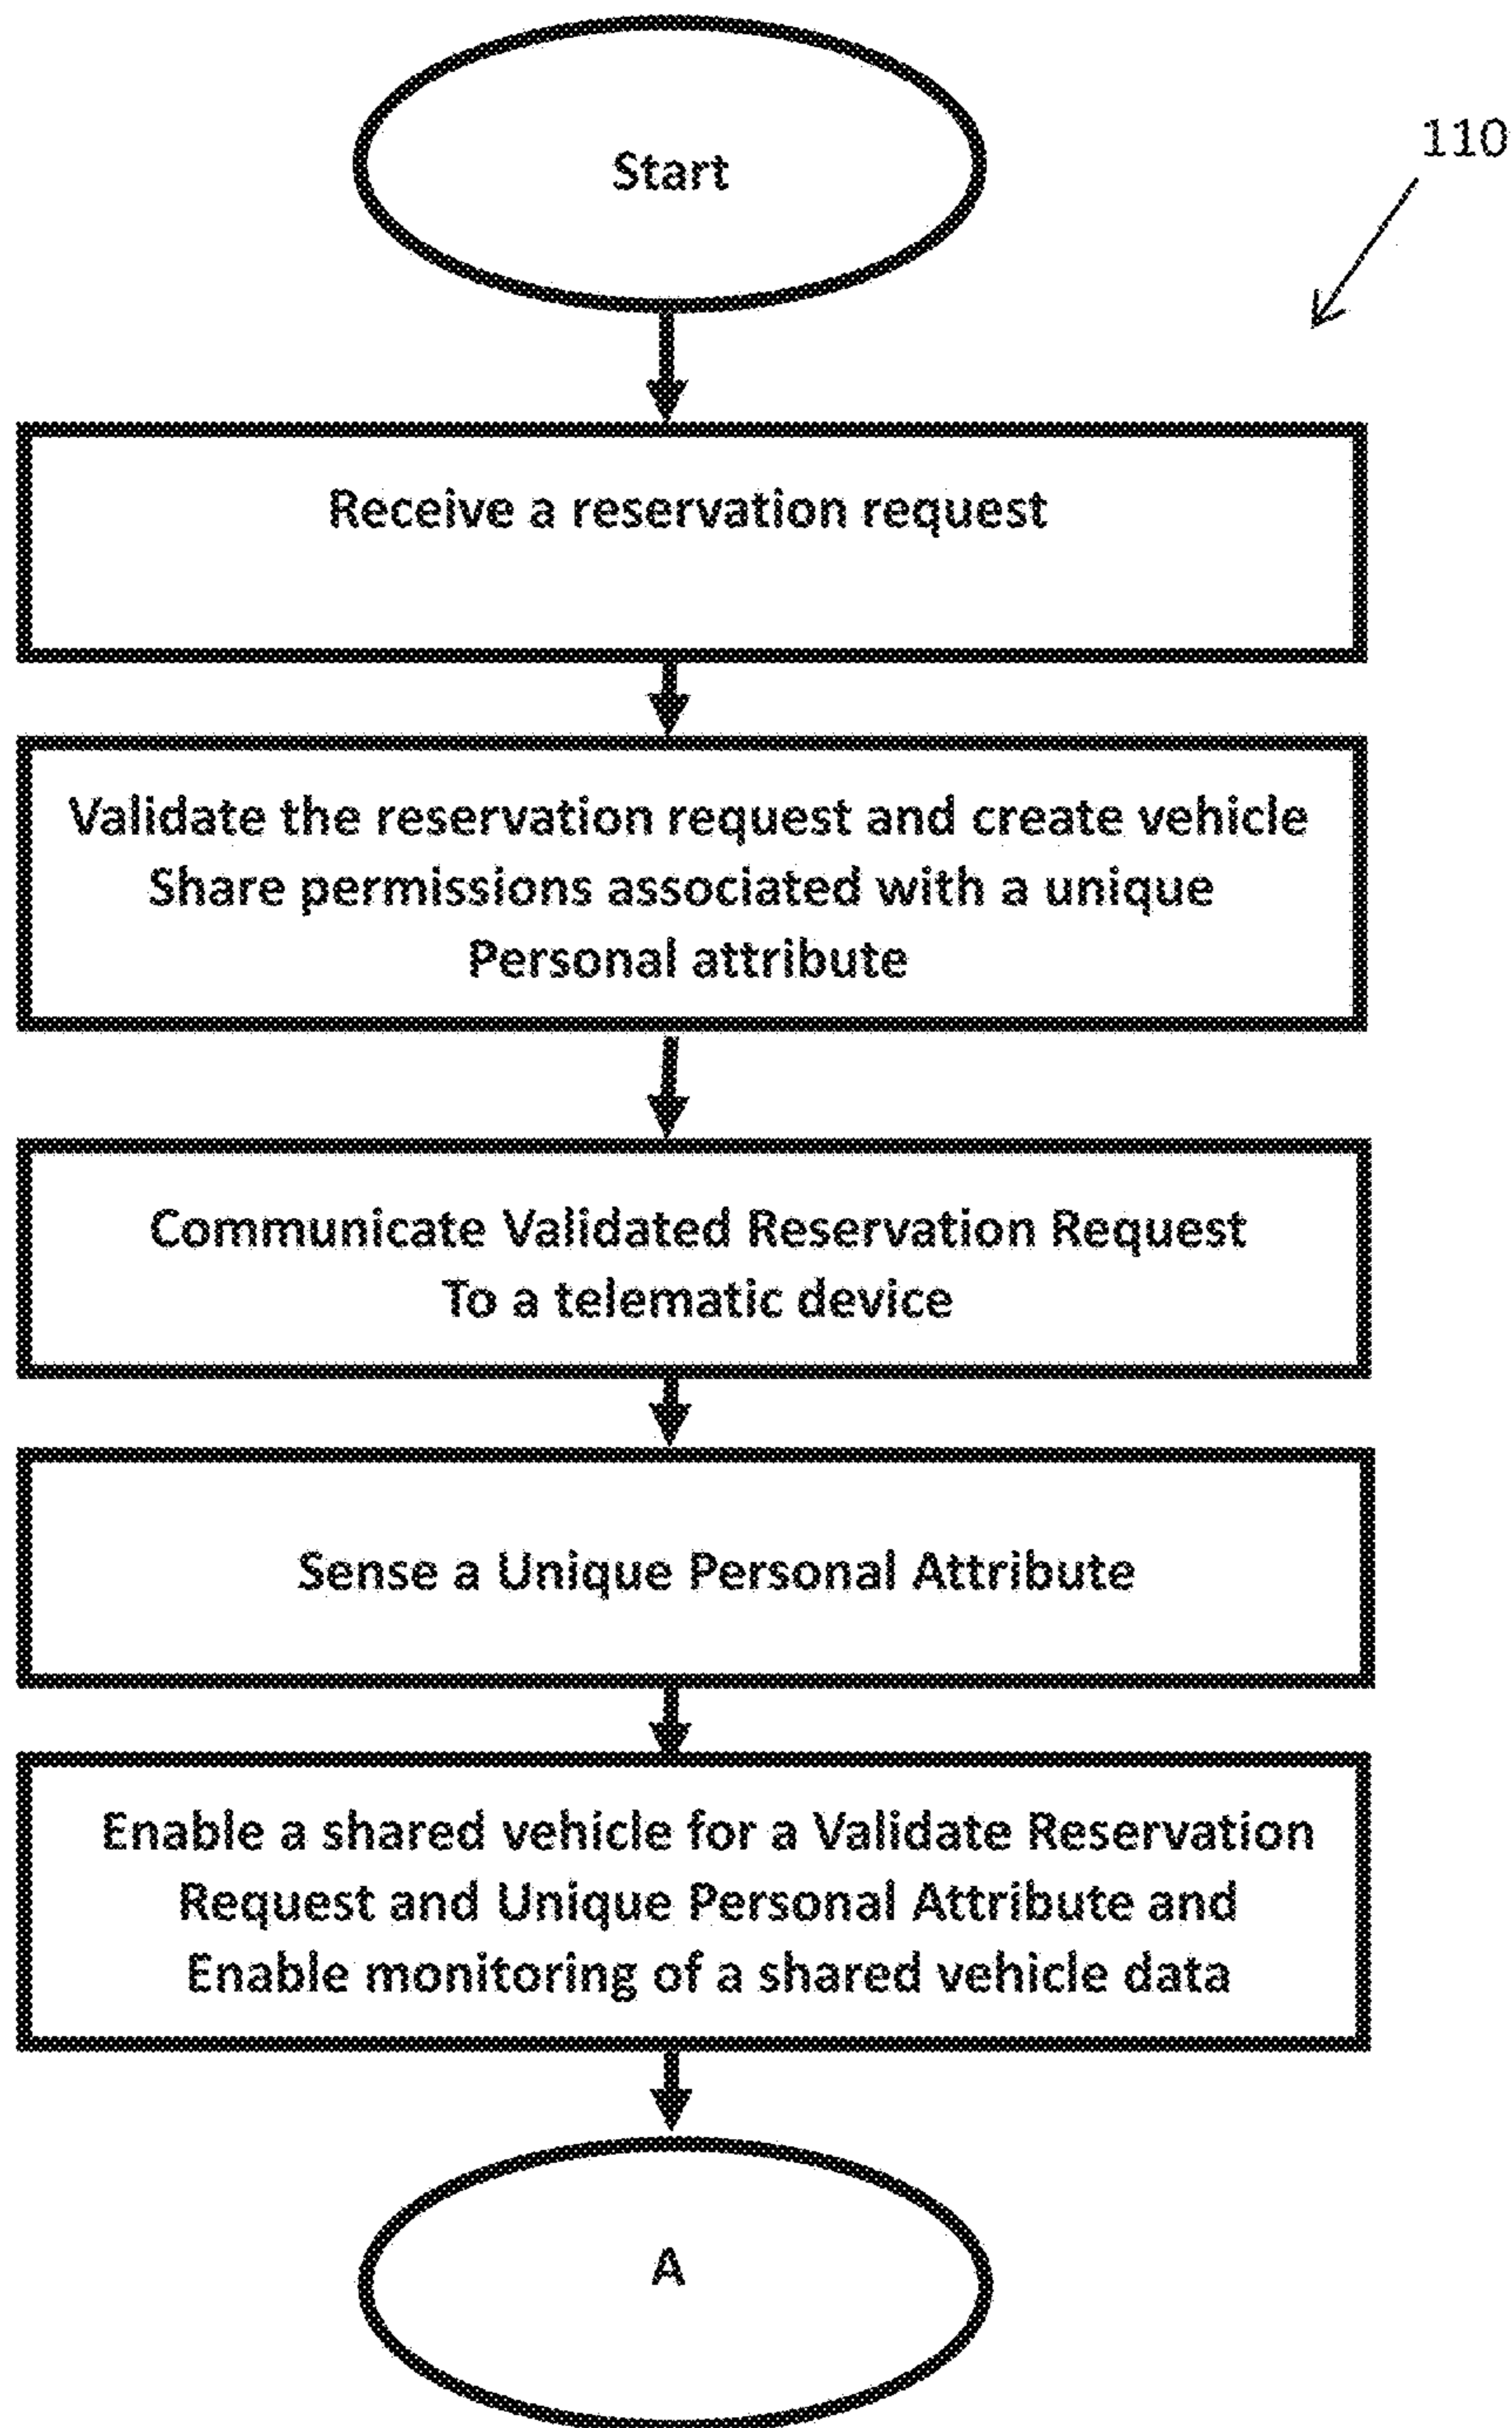 Start
110
Receive a reservation request
Validate the reservation request and create vehicle
Share permissions associated with a unique
Personal attribute
Communicate Validated Reservation Request
To a telematic device
Sense a Unique Personal Attribute
Enable a shared vehicle for a Validate Reservation
Request and Unique Personal Attribute and
Enable monitoring of a shared vehicle data
A